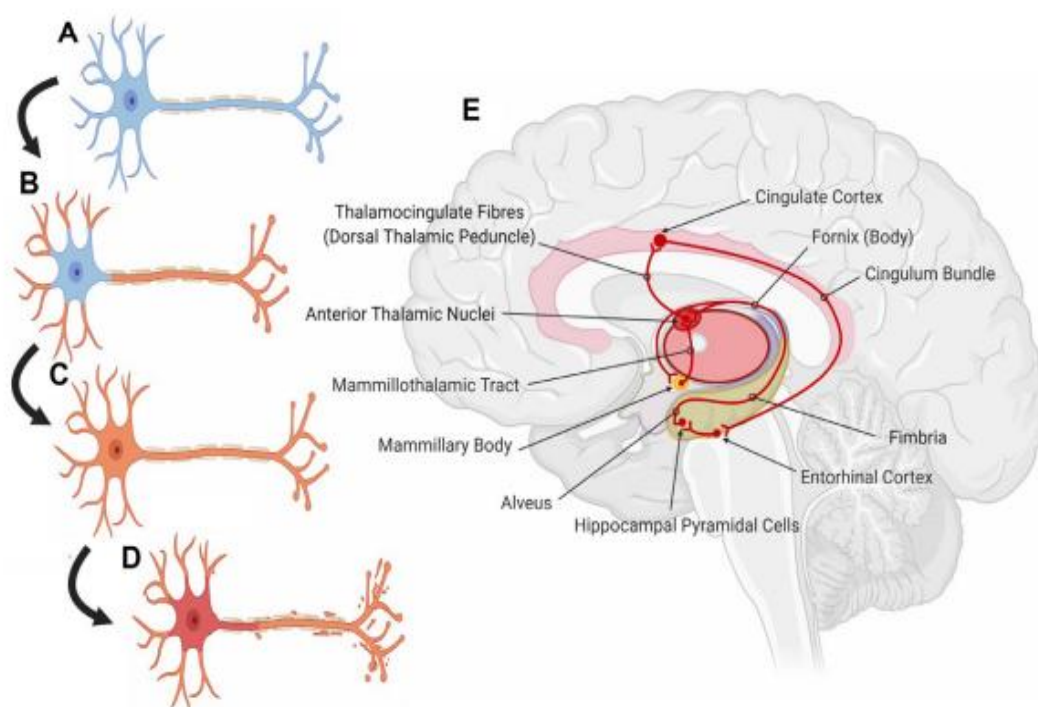 A
B
C
D
E
Cingulate Cortex
Thalamocingulate Fibres
(Dorsal Thalamic Peduncle)
Fornix (Body)
Cingulum Bundle
Anterior Thalamic Nuclei
Mammillothalamic Tract
Mammillary Body
Fimbria
Entorhinal Cortex
Alveus
Hippocampal Pyramidal Cells